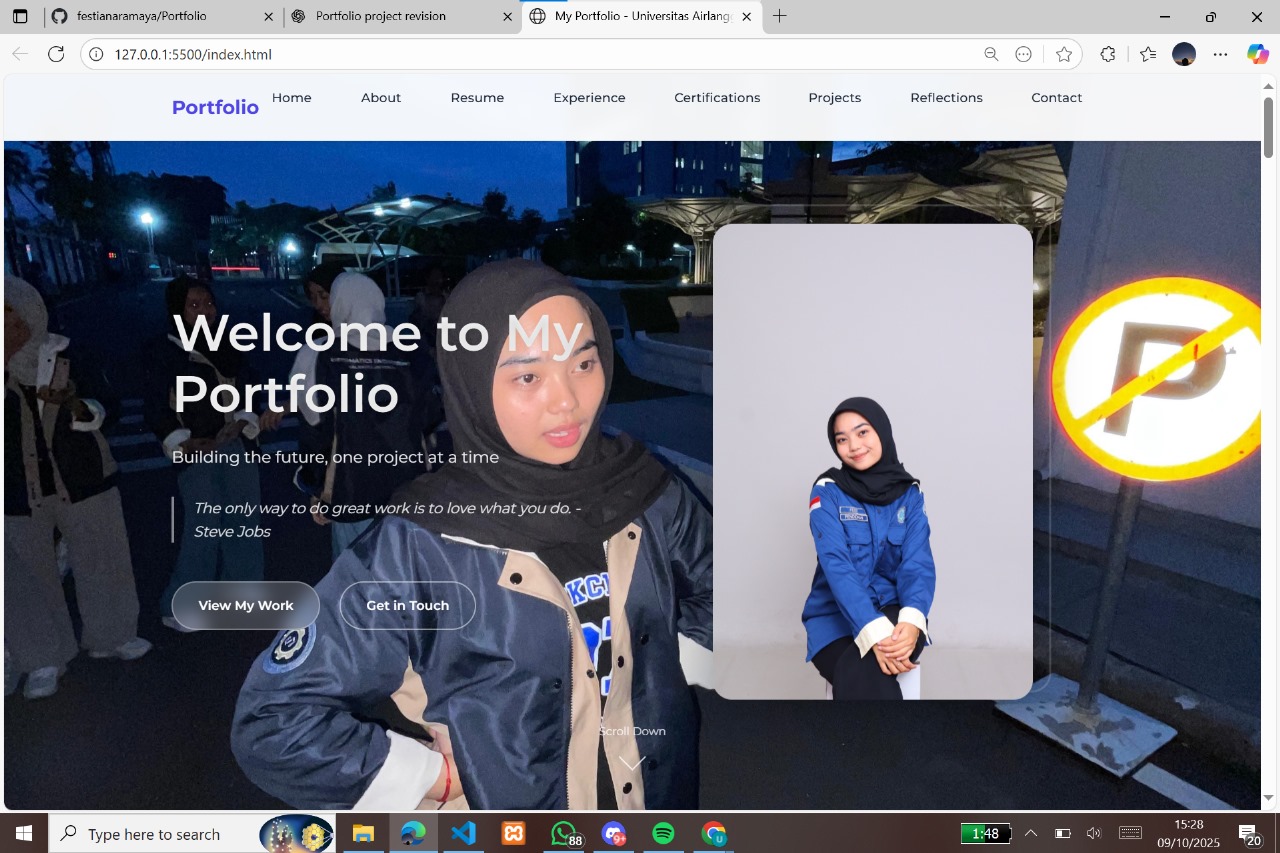 festianaramaya/Portfolio
Portfolio project revision
My Portfolio - Universitas Airlangg
127.0.0.1:5500/index.html
Portfolio
Home
About
Resume
Experience
Certifications
Projects
Reflections
Contact
Welcome to My
Portfolio
Building the future, one project at a time
The only way to do great work is to love what you do. -
Steve Jobs
View My Work
Get in Touch
Scroll Down
P
Type here to search
88
9+
U
1:48
15:28
09/10/2025
20